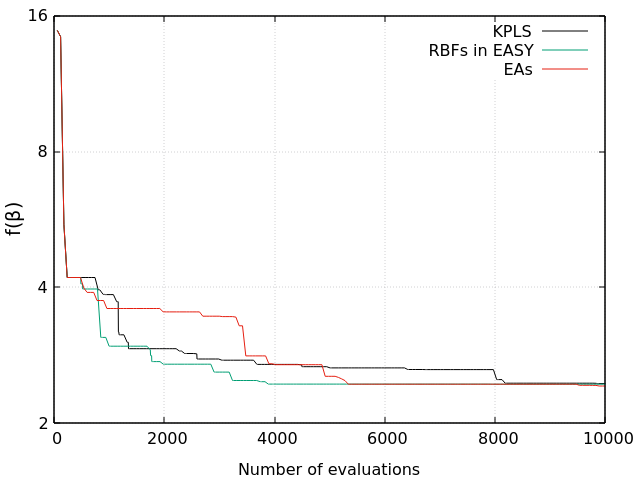 16
8
4
2
f(β)
KPLS
RBFs in EASY
EAs
0 2000 4000 6000 8000 10000
Number of evaluations